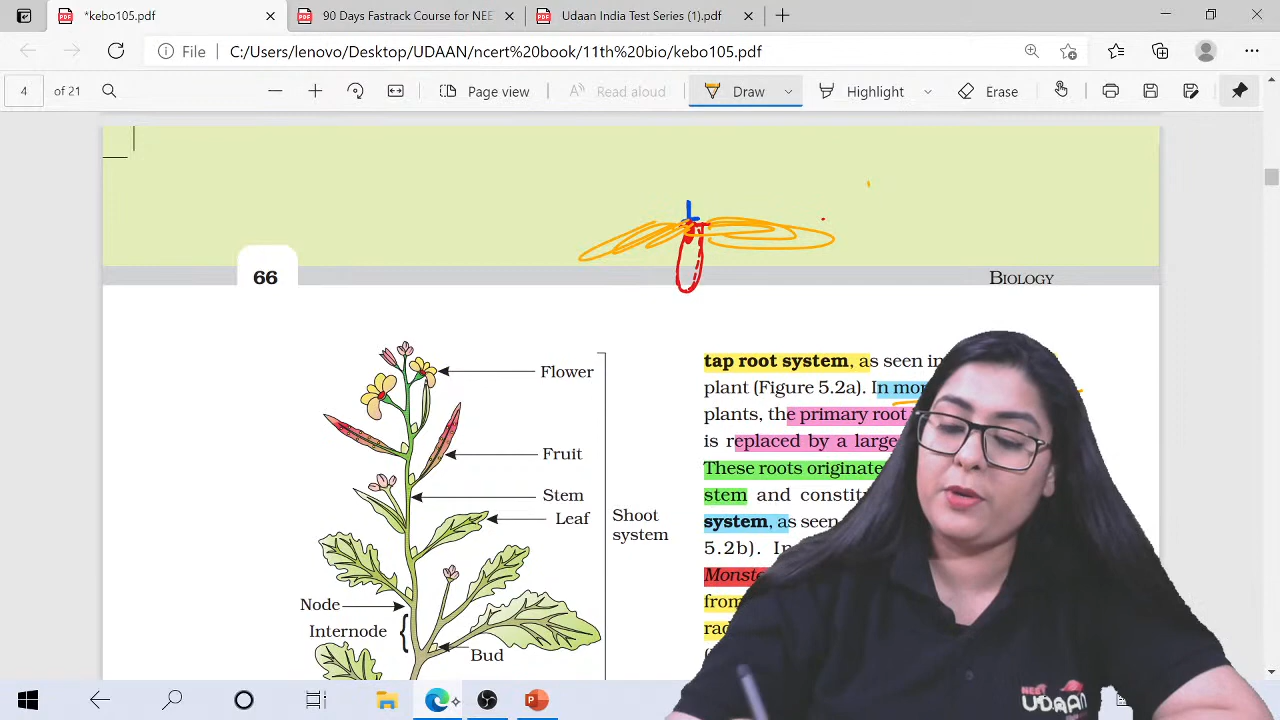 *kebo105.pdf
90 Days Fastrack Course for NEE
Udaan India Test Series (1).pdf
File
C:/Users/lenovo/Desktop/UDAAN/ncert%20book/11th%20bio/kebo105.pdf
4 of 21
Page view
Read aloud
Draw
Highlight
Erase
66
BIOLOGY
Flower
Fruit
Stem
Leaf
Shoot
system
Node
Internode
Bud
tap root system, as seen in
plant (Figure 5.2a). In
plants, the primary root
is replaced by a large
These roots originate
stem and
system, as seen
5.2b). In
from
UDAAN